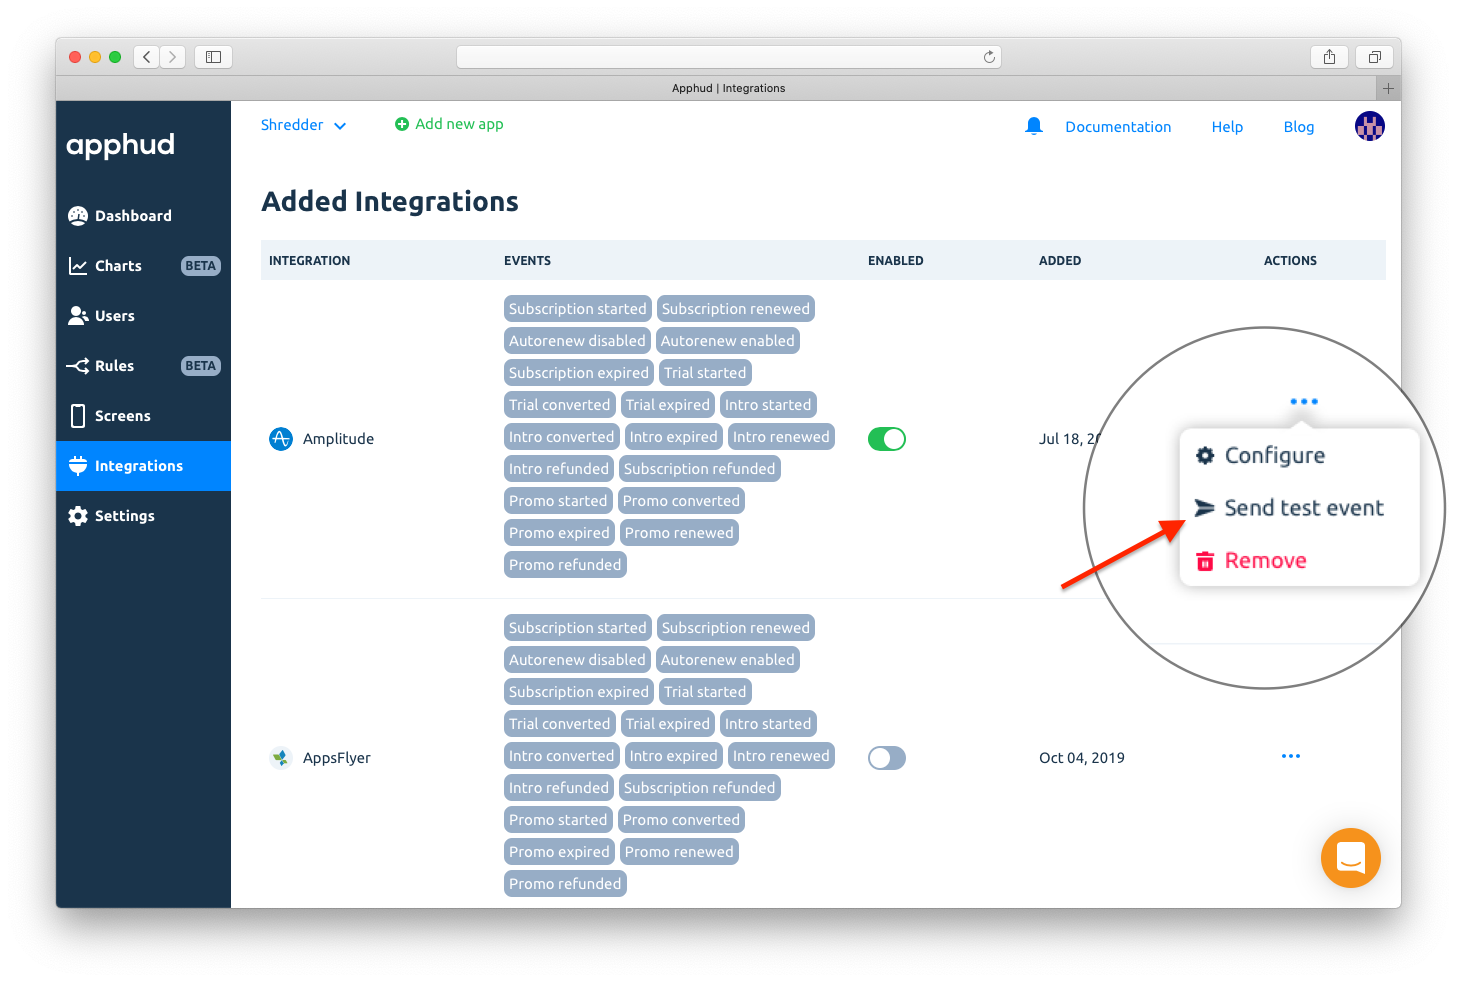 Apphud | Integrations
apphud
Shredder
Add new app
Documentation
Help
Blog
Dashboard
Charts BETA
Users
Rules BETA
Screens
Integrations
Settings
Added Integrations
INTEGRATION EVENTS ENABLED ADDED ACTIONS
Amplitude
Subscription started Subscription renewed
Autorenew disabled Autorenew enabled
Subscription expired Trial started
Trial converted Trial expired Intro started
Intro converted Intro expired Intro renewed
Intro refunded Subscription refunded
Promo started Promo converted
Promo expired Promo renewed
Promo refunded
Jul 18,
Configure
Send test event
Remove
AppsFlyer
Subscription started Subscription renewed
Autorenew disabled Autorenew enabled
Subscription expired Trial started
Trial converted Trial expired Intro started
Intro converted Intro expired Intro renewed
Intro refunded Subscription refunded
Promo started Promo converted
Promo expired Promo renewed
Promo refunded
Oct 04, 2019